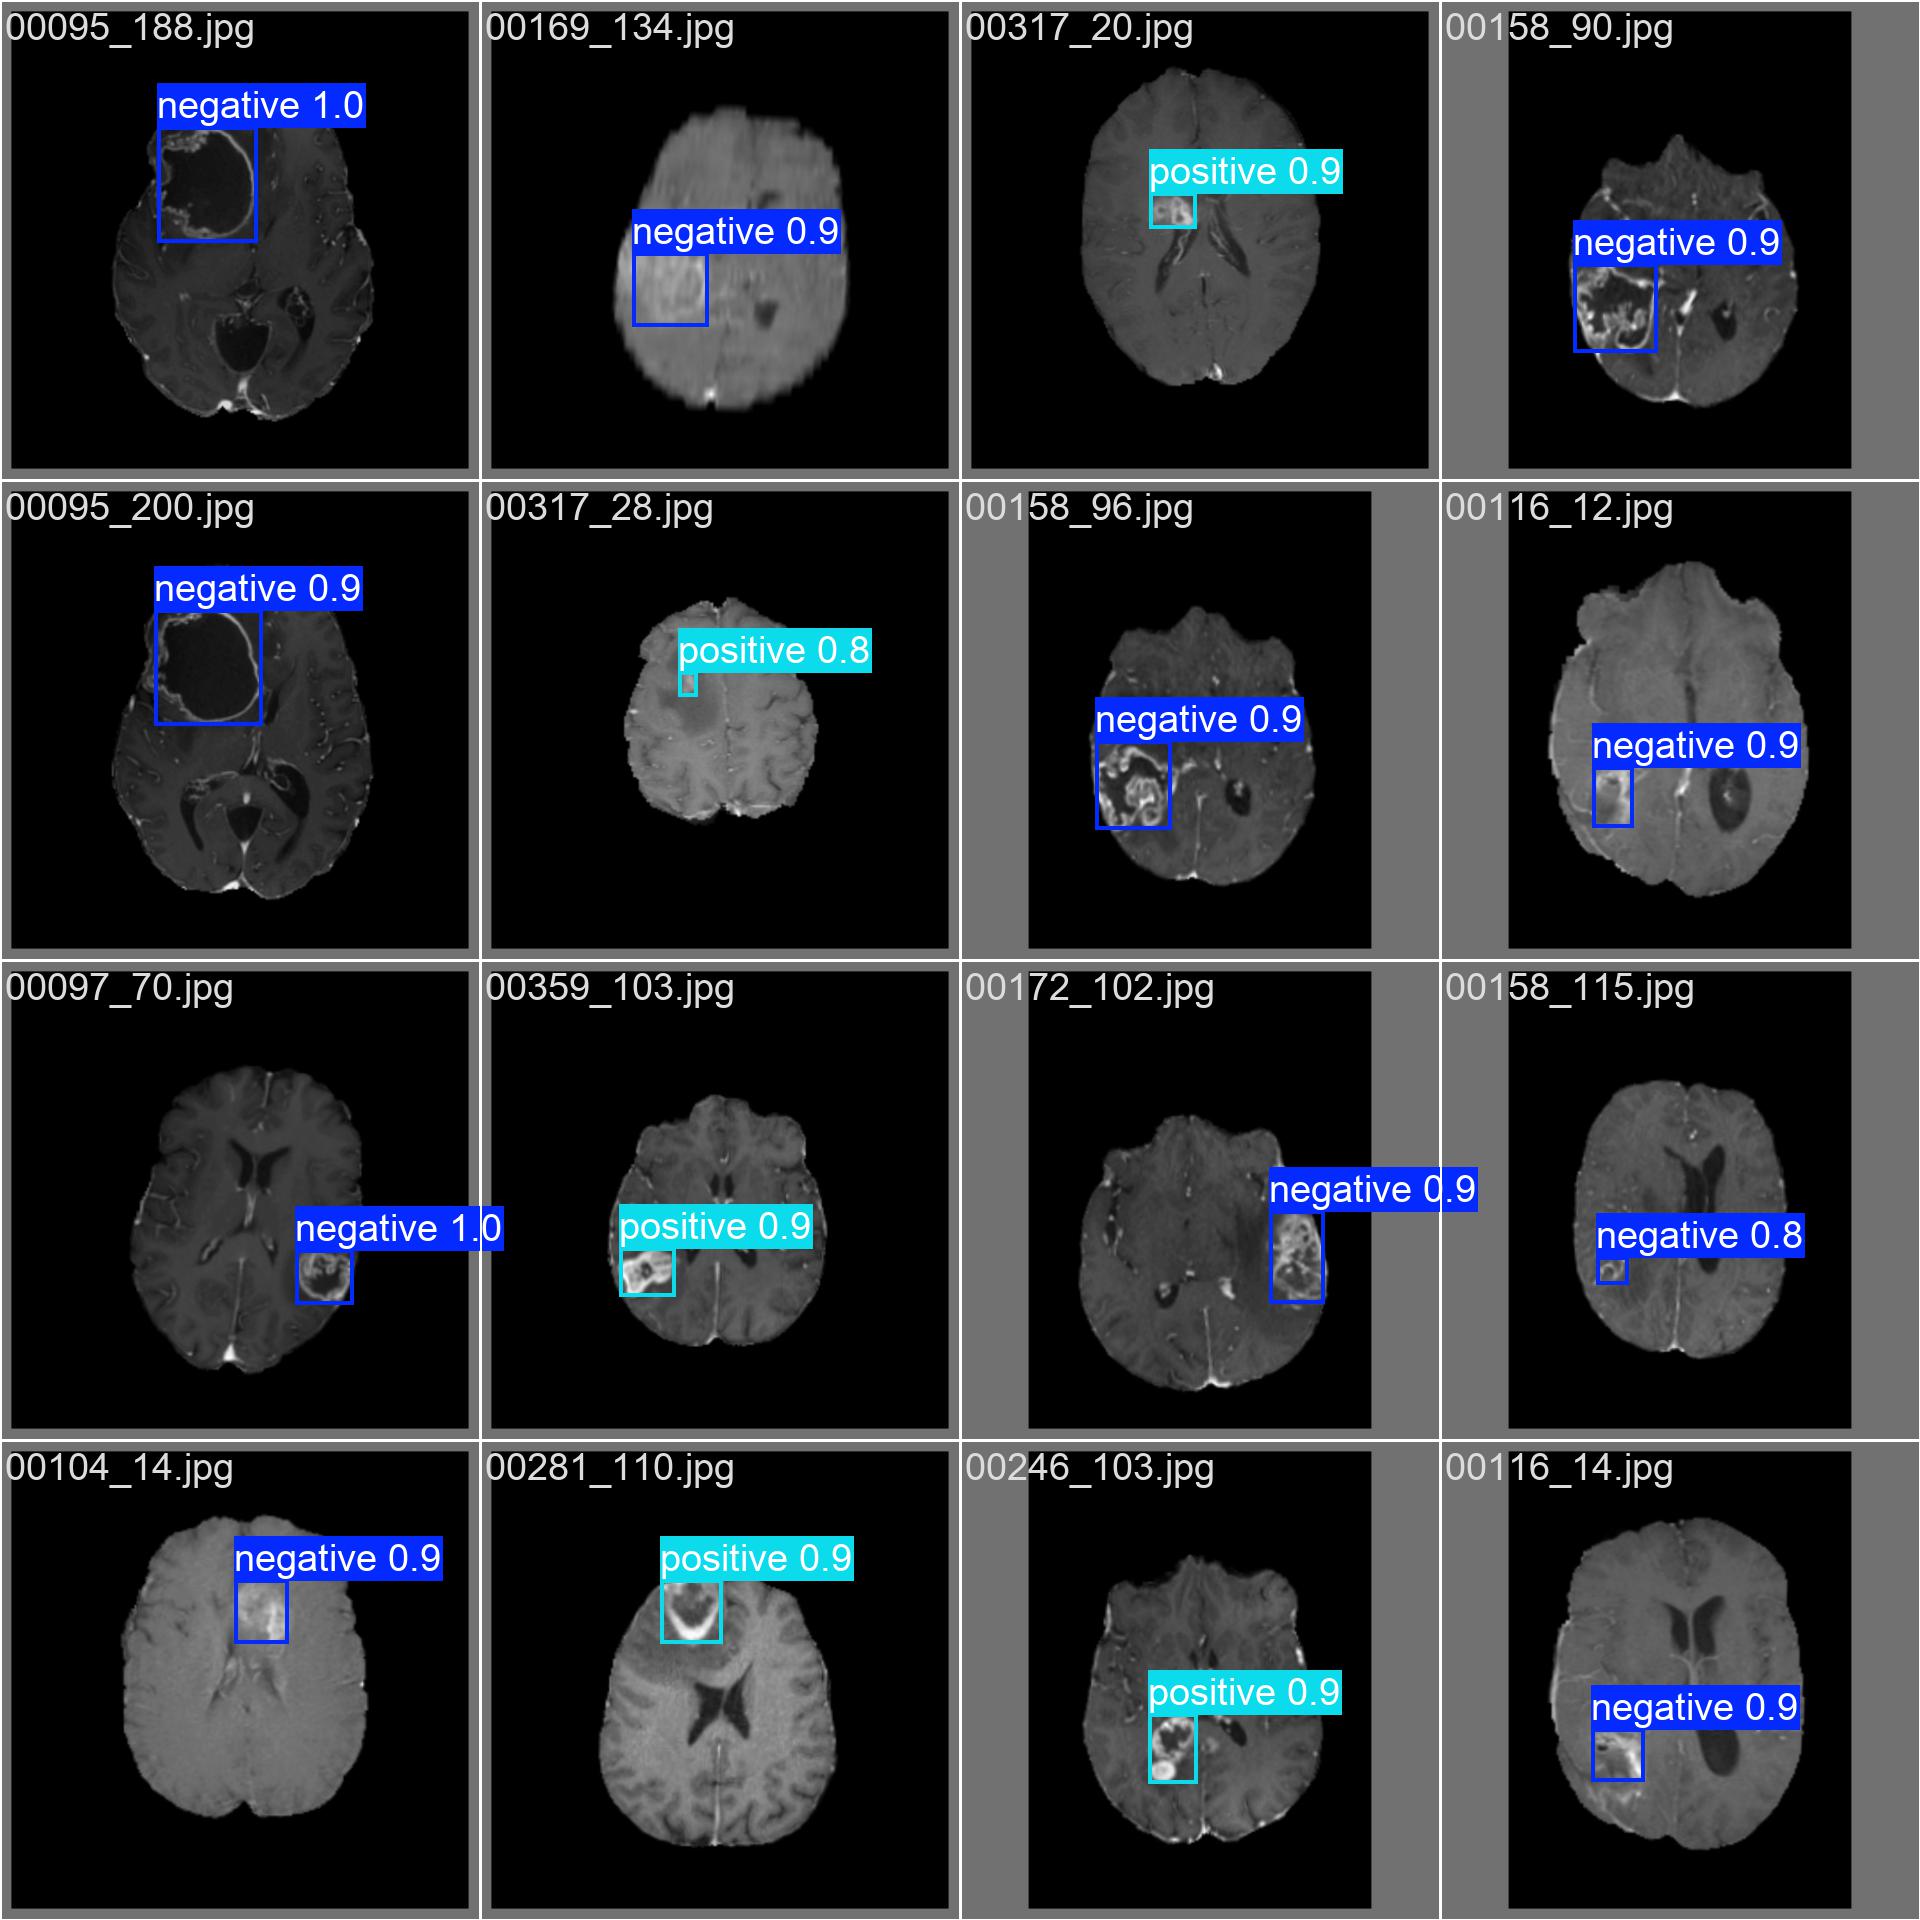 00095_188.jpg
negative 1.0
00169_134.jpg
negative 0.9
00317_20.jpg
positive 0.9
00158_90.jpg
negative 0.9
00095_200.jpg
negative 0.9
00317_28.jpg
positive 0.8
00158_96.jpg
negative 0.9
00116_12.jpg
negative 0.9
00097_70.jpg
negative 1.0
00359_103.jpg
positive 0.9
00172_102.jpg
negative 0.9
00158_115.jpg
negative 0.8
00104_14.jpg
negative 0.9
00281_110.jpg
positive 0.9
00246_103.jpg
positive 0.9
00116_14.jpg
negative 0.9